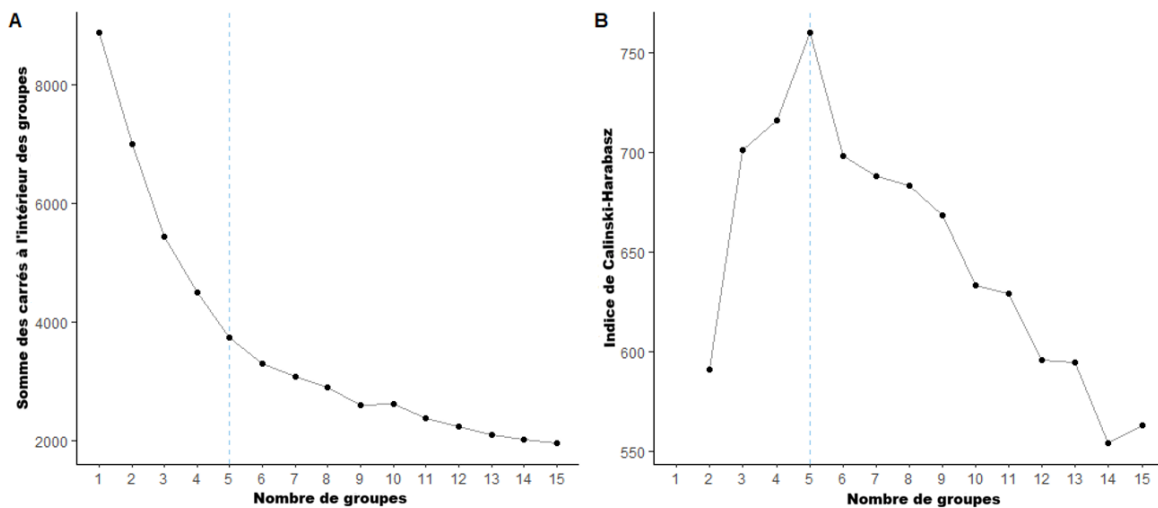 A
Somme des carrés à l'intérieur des groupes
8000
6000
4000
2000
1 2 3 4 5 6 7 8 9 10 11 12 13 14 15
Nombre de groupes
B
Indice de Calinski-Harabasz
750
700
650
600
550
1 2 3 4 5 6 7 8 9 10 11 12 13 14 15
Nombre de groupes